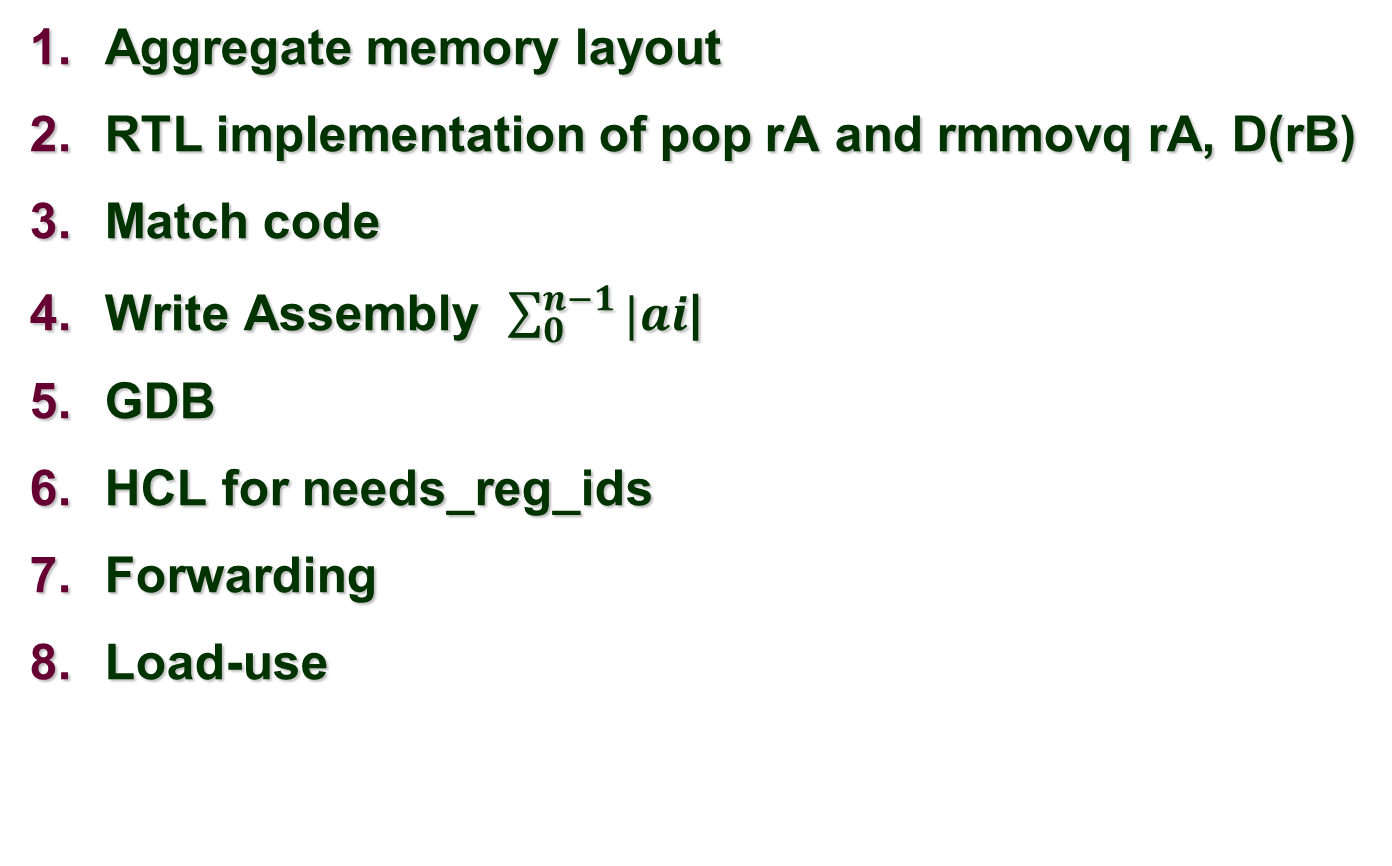 1. Aggregate memory layout
2. RTL implementation of pop rA and rmmovq rA, D(rB)
3. Match code
4. Write Assembly ∑₀ⁿ⁻¹ |ai|
5. GDB
6. HCL for needs_reg_ids
7. Forwarding
8. Load-use